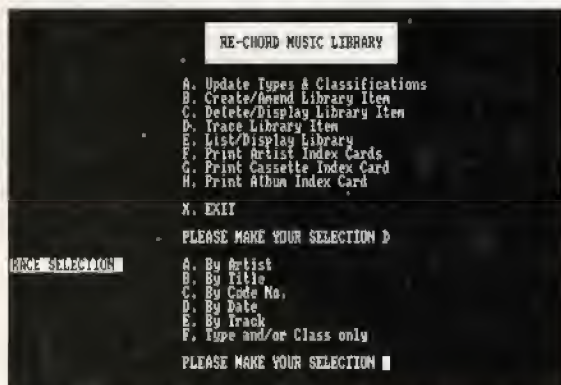 RE-CHORD MUSIC LIBRARY
A. Update Types & Classifications
B. Create/Amend Library Item
C. Delete/Display Library Item
D. Trace Library Item
E. List/Display Library
F. Print Artist Index Cards
G. Print Cassette Index Card
H. Print Album Index Card
X. EXIT
PLEASE MAKE YOUR SELECTION D
RACE SELECTION
A. By Artist
B. By Title
C. By Code No.
D. By Date
E. By Track
F. Type and/or Class only
PLEASE MAKE YOUR SELECTION